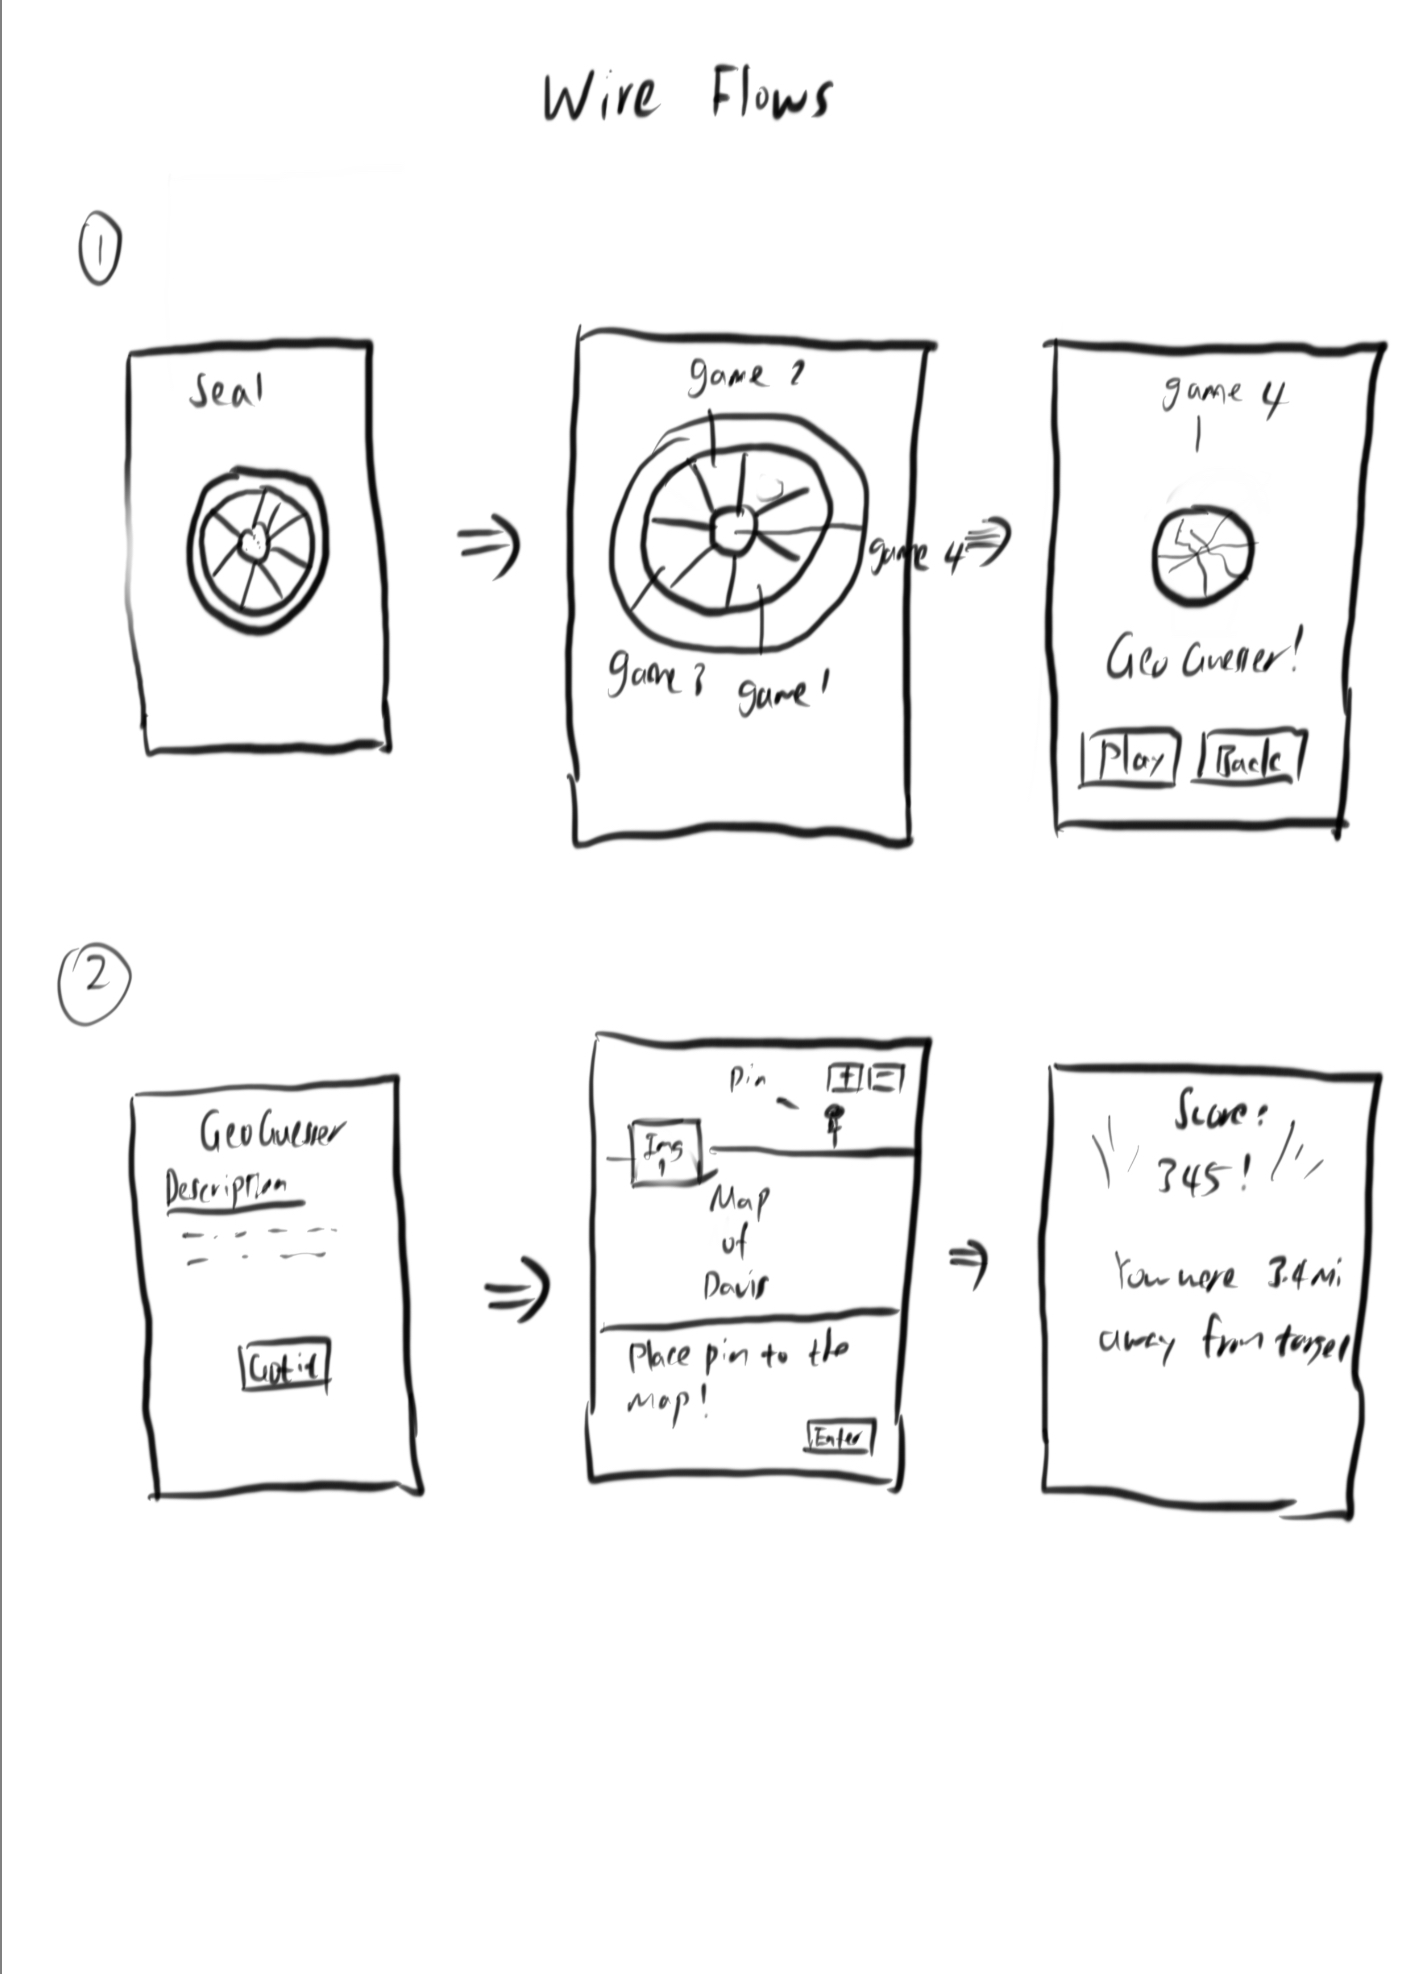 Wire Flows
1
Seal
game 2
game 4
game 3
game 1
game 4
Geo Guesser!
Play
Back
2
GeoGuesser
Description
Got it
Pin
+
-
Img
1
Map
of
Davis
Place pin to the
Map!
Enter
Score:
345!
You were 3.4 Mi
away from target